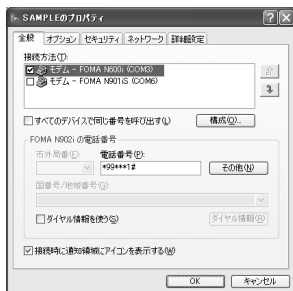 SAMPLEのプロパティ
全般 オプション セキュリティ ネットワーク 詳細設定
接続方法(T):
モデム - FOMA N600i (COM3)
モデム - FOMA N901iS (COM6)
すべてのデバイスで同じ番号を呼び出す(L)
構成(O)...
FOMA N902i の電話番号
市外局番(E): 電話番号(P):
*99***1#
その他(N)
国番号/地域番号(G):
ダイヤル情報を使う(S)
ダイヤル情報(R)
接続時に通知領域にアイコンを表示する(W)
OK キャンセル